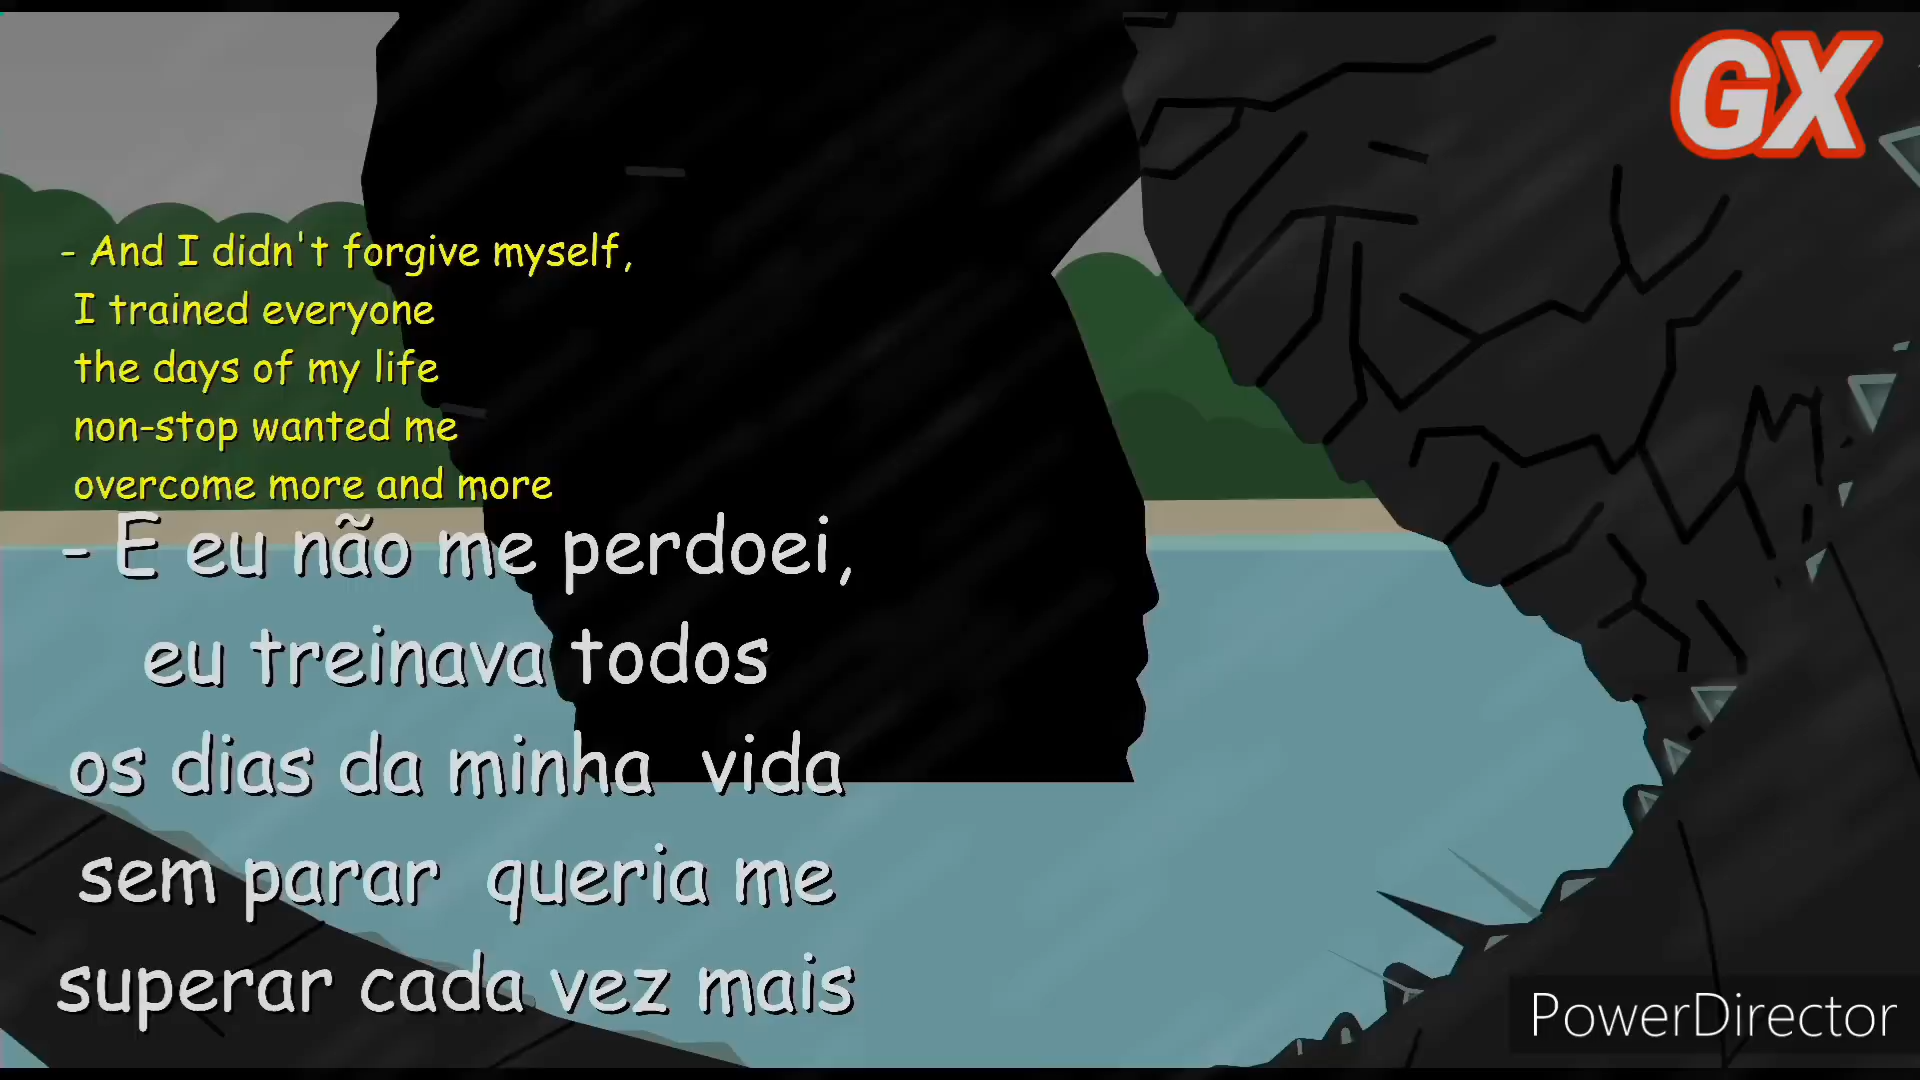 GX
- And I didn't forgive myself,
I trained everyone
the days of my life
non-stop wanted me
overcome more and more
- E eu não me perdoei,
eu treinava todos
os dias da minha vida
sem parar queria me
superar cada vez mais
PowerDirector